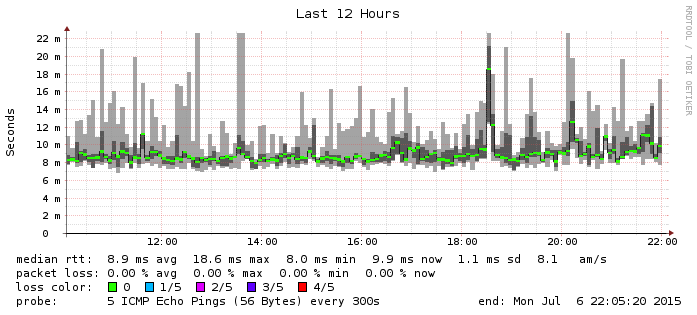 Last 12 Hours
RRDTOOL / TOBI OETIKER
Seconds
22 m
20 m
18 m
16 m
14 m
12 m
10 m
8 m
6 m
4 m
2 m
0
12:00 14:00 16:00 18:00 20:00 22:00
median rtt: 8.9 ms avg 18.6 ms max 8.0 ms min 9.9 ms now 1.1 ms sd 8.1 am/s
packet loss: 0.00 % avg 0.00 % max 0.00 % min 0.00 % now
loss color: 0 1/5 2/5 3/5 4/5
probe: 5 ICMP Echo Pings (56 Bytes) every 300s end: Mon Jul 6 22:05:20 2015